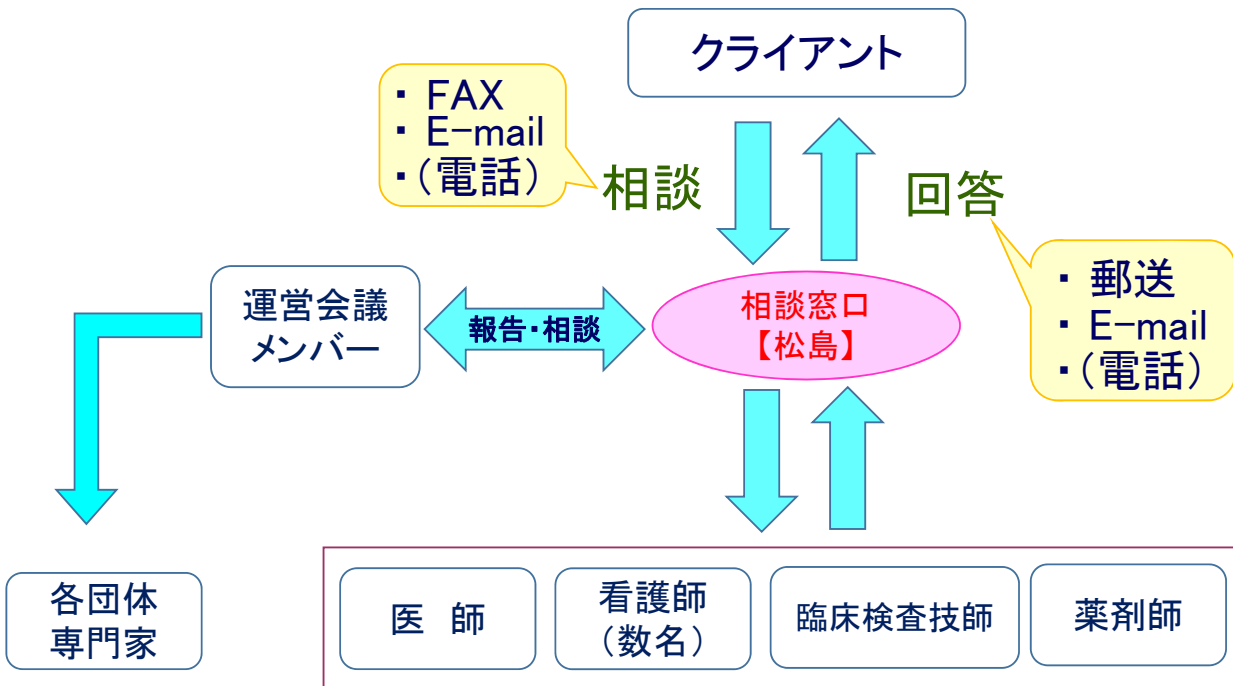 クライアント
・ FAX
・ E-mail
・（電話）
相談
回答
・ 郵送
・ E-mail
・（電話）
運営会議
メンバー
報告・相談
相談窓口
【松島】
各団体
専門家
医　師
看護師
（数名）
臨床検査技師
薬剤師